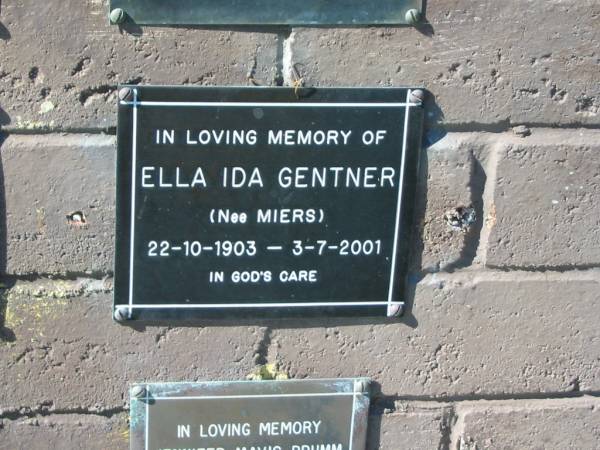 IN LOVING MEMORY OF
ELLA IDA GENTNER
(Nee MIERS)
22-10-1903 — 3-7-2001
IN GOD'S CARE
IN LOVING MEMORY
MAVIS